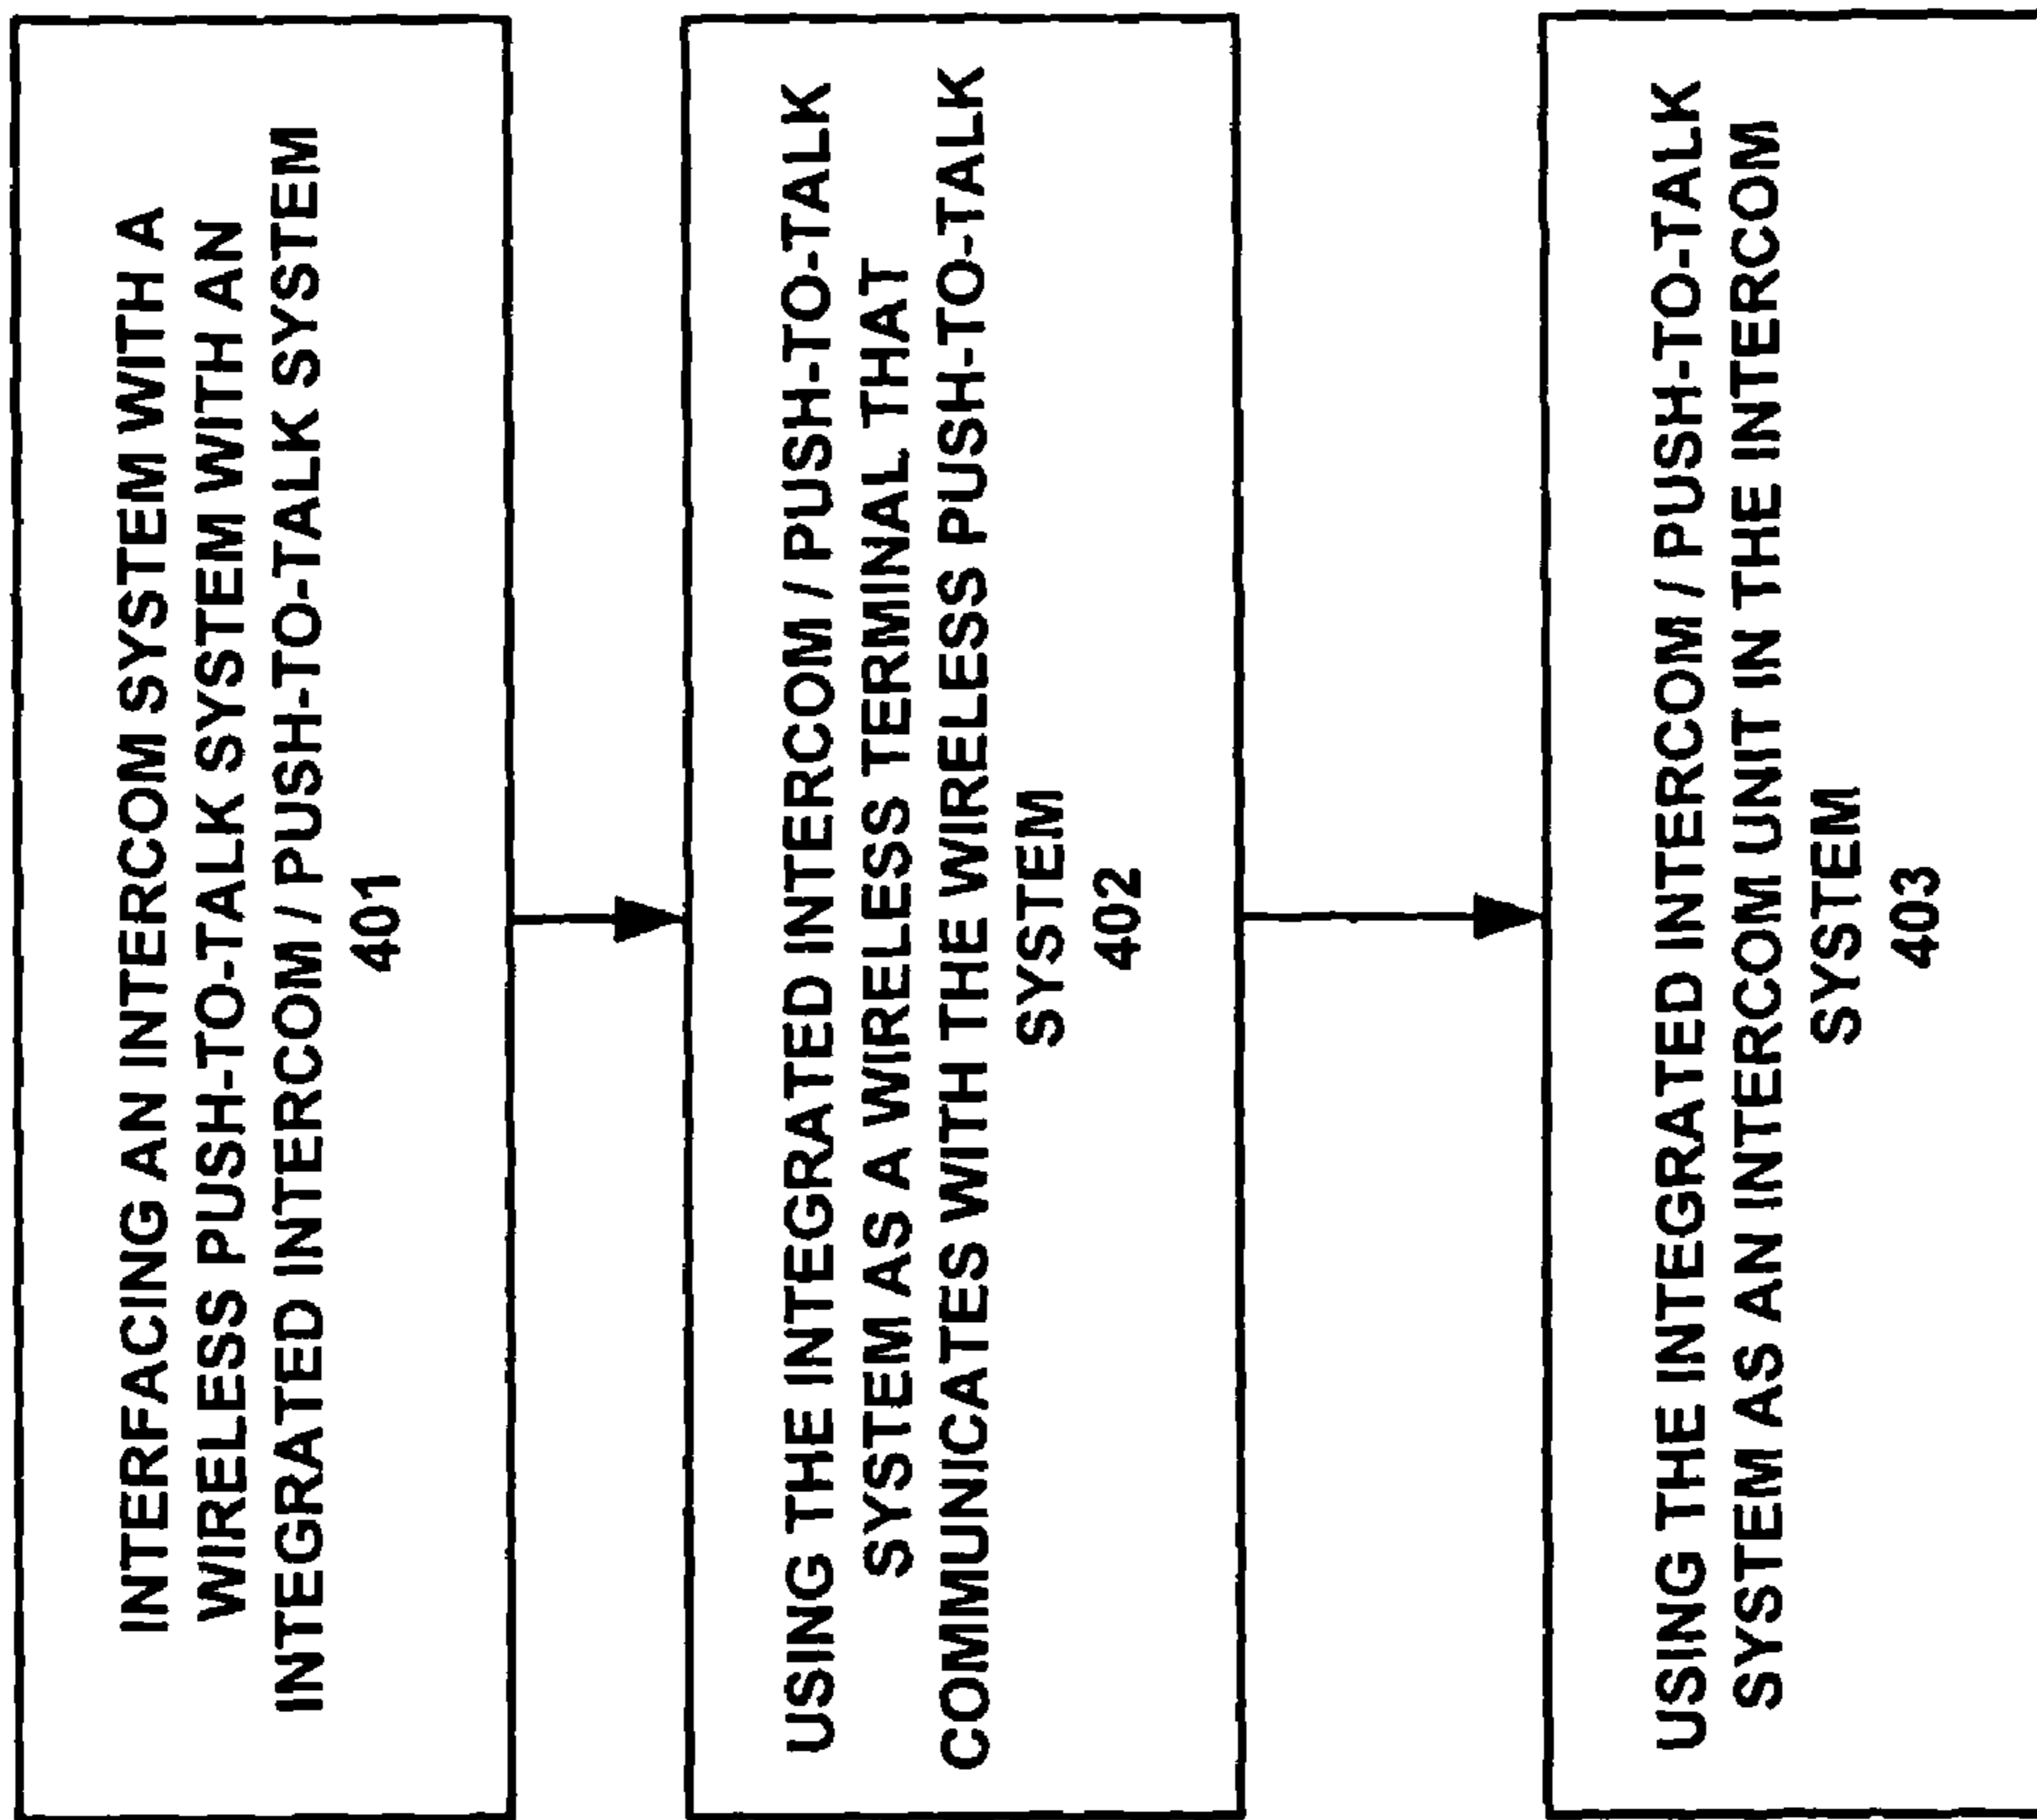 INTERFACING AN INTERCOM SYSTEM WITH A
WIRELESS PUSH-TO-TALK SYSTEM WITH AN
INTEGRATED INTERCOM / PUSH-TO-TALK SYSTEM
401
USING THE INTEGRATED INTERCOM / PUSH-TO-TALK
SYSTEM AS A WIRELESS TERMINAL THAT
COMMUNICATES WITH THE WIRELESS PUSH-TO-TALK
SYSTEM
402
USING THE INTEGRATED INTERCOM / PUSH-TO-TALK
SYSTEM AS AN INTERCOM UNIT IN THE INTERCOM
SYSTEM
403